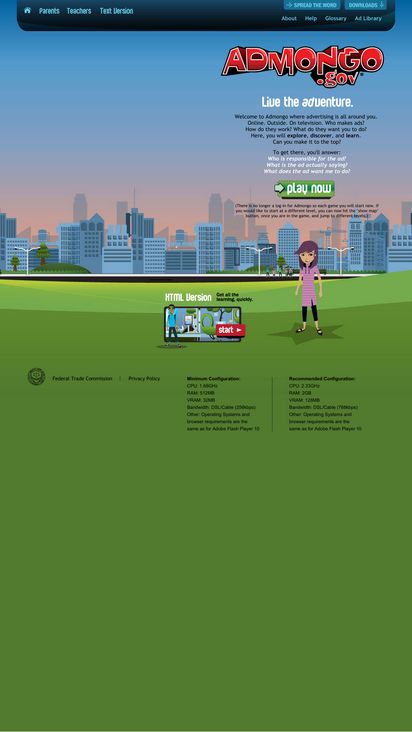 SPREAD THE WORD
DOWNLOADS
Parents
Teachers
Text Version
About
Help
Glossary
Ad Library
ADMONGO
.gov
Live the adventure.
Welcome to Admongo where advertising is all around you.
Online. Outside. On television. Who makes ads?
How do they work? What do they want you to do?
Here, you will explore, discover, and learn.
Can you make it to the top?
To get there, you'll answer:
Who is responsible for the ad?
What is the ad actually saying?
What does the ad want me to do?
play now
(There is no longer a log in for Admongo so each game you will start new. If
you would like to start at a different level, you can now hit the "show map"
button, once you are in the game, and jump to different levels.)
HTML Version
Get all the
learning, quickly.
start
Federal Trade Commission
Privacy Policy
Minimum Configuration:
CPU: 1.66GHz
RAM: 512MB
VRAM: 32MB
Bandwidth: DSL/Cable (256kbps)
Other: Operating Systems and
browser requirements are the
same as for Adobe Flash Player 10
Recommended Configuration:
CPU: 2.33GHz
RAM: 2GB
VRAM: 128MB
Bandwidth: DSL/Cable (768kbps)
Other: Operating Systems and
browser requirements are the
same as for Adobe Flash Player 10